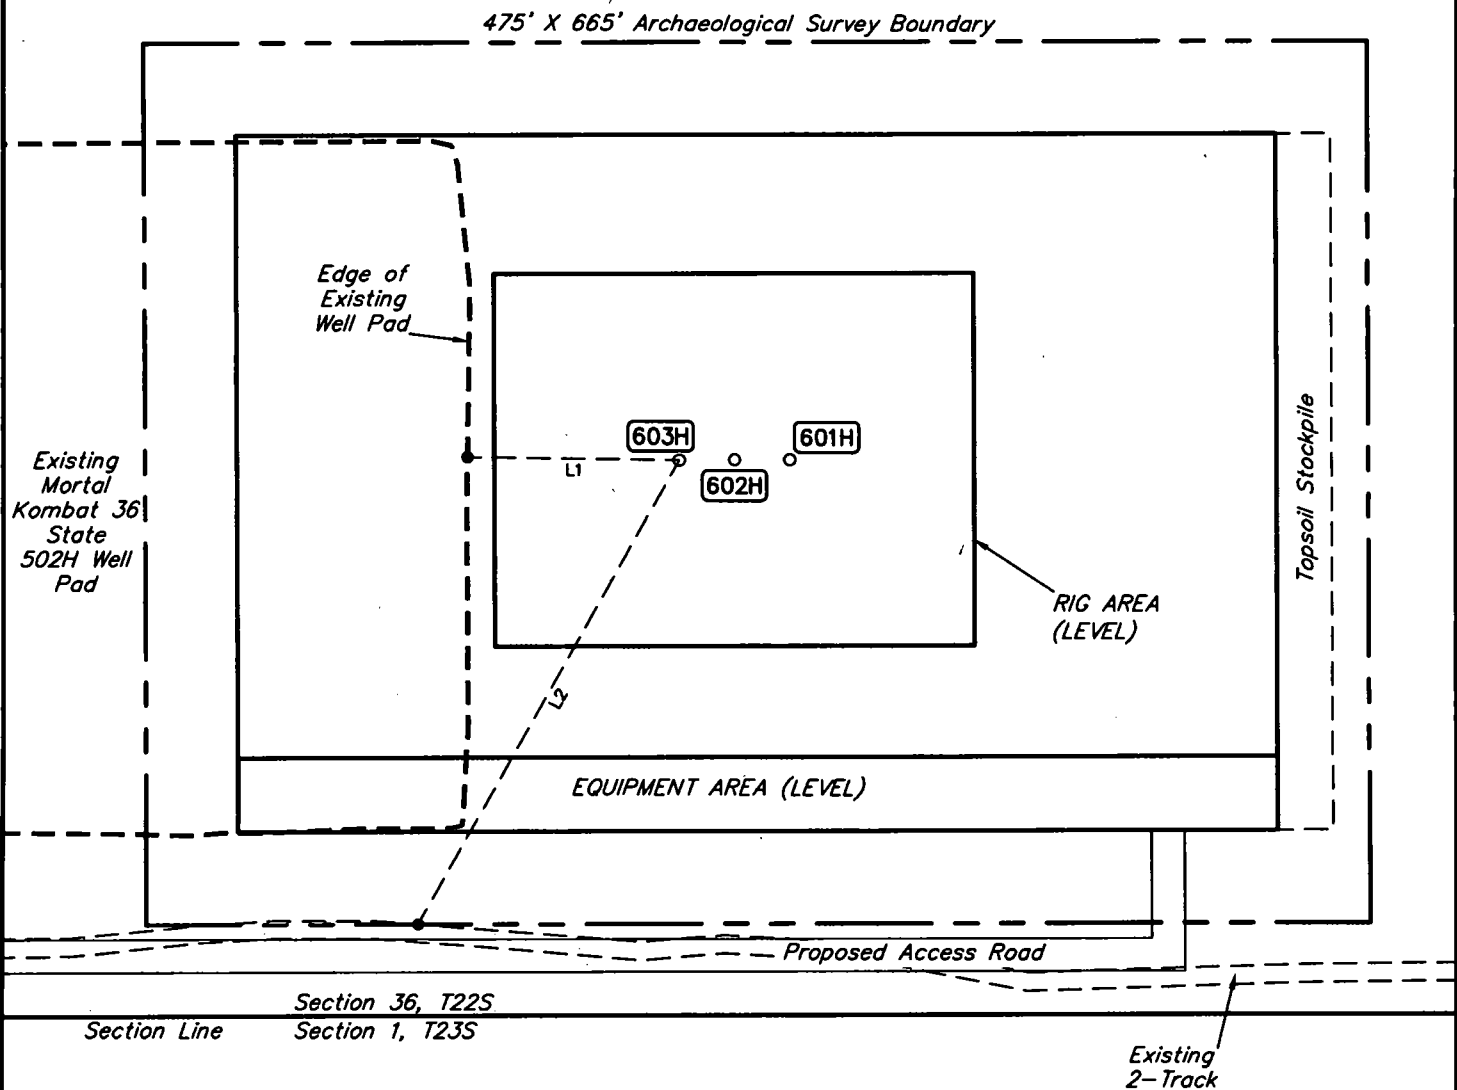 475' X 665' Archaeological Survey Boundary
Edge of
Existing
Well Pad
603H
601H
L1
602H
Existing
Mortal
Kombat 36
State
502H Well
Pad
Topsoil Stockpile
RIG AREA
(LEVEL)
L2
EQUIPMENT AREA (LEVEL)
Proposed Access Road
Section 36, T22S
Section Line
Section 1, T23S
Existing
2-Track